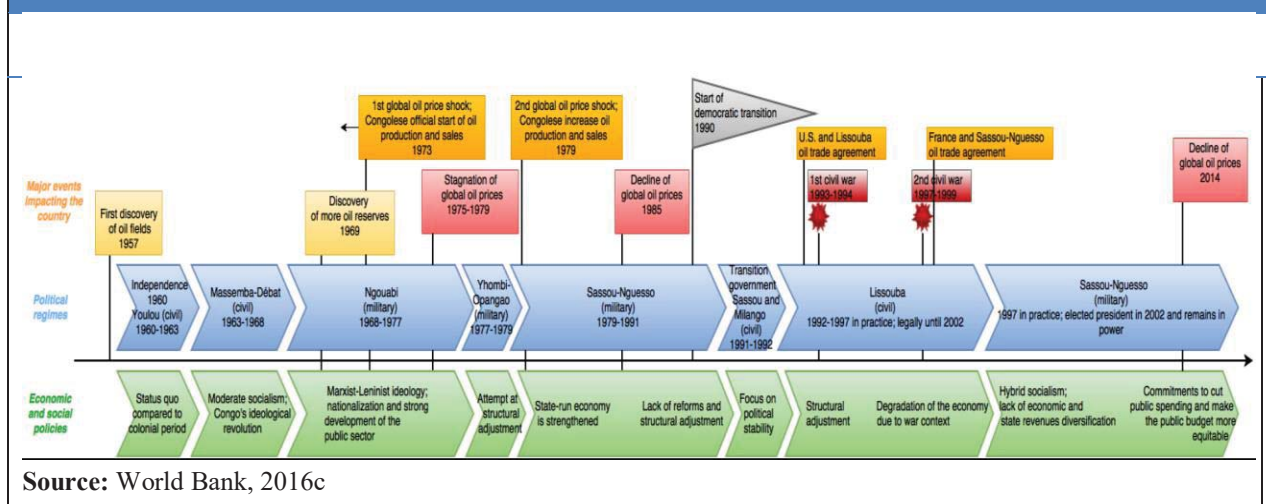 1st global oil price shock;
Congolese official start of oil
production and sales
1973
2nd global oil price shock;
Congolese increase oil
production and sales
1979
Start of
democratic transition
1990
U.S. and Lissouba
oil trade agreement
France and Sassou-Nguesso
oil trade agreement
Decline of
global oil prices
2014
Major events
impacting the
country
First discovery
of oil fields
1957
Discovery
of more oil reserves
1969
Stagnation of
global oil prices
1975-1979
Decline of
global oil prices
1985
1st civil war
1993-1994
2nd civil war
1997-1999
Political
regimes
Independence
1960
Youlou (civil)
1960-1963
Massemba-Débat
(civil)
1963-1968
Ngouabi
(military)
1968-1977
Yhombi-
Opangao
(military)
1977-1979
Sassou-Nguesso
(military)
1979-1991
Transition
government
Sassou and
Milango
(civil)
1991-1992
Lissouba
(civil)
1992-1997 in practice; legally until 2002
Sassou-Nguesso
(military)
1997 in practice; elected president in 2002 and remains in
power
Economic
and social
policies
Status quo
compared to
colonial period
Moderate socialism;
Congo's ideological
revolution
Marxist-Leninist ideology;
nationalization and strong
development of the
public sector
Attempt at
structural
adjustment
State-run economy
is strengthened
Lack of reforms and
structural adjustment
Focus on
political
stability
Structural
adjustment
Degradation of the economy
due to war context
Hybrid socialism;
lack of economic and
state revenues diversification
Commitments to cut
public spending and make
the public budget more
equitable
Source: World Bank, 2016c